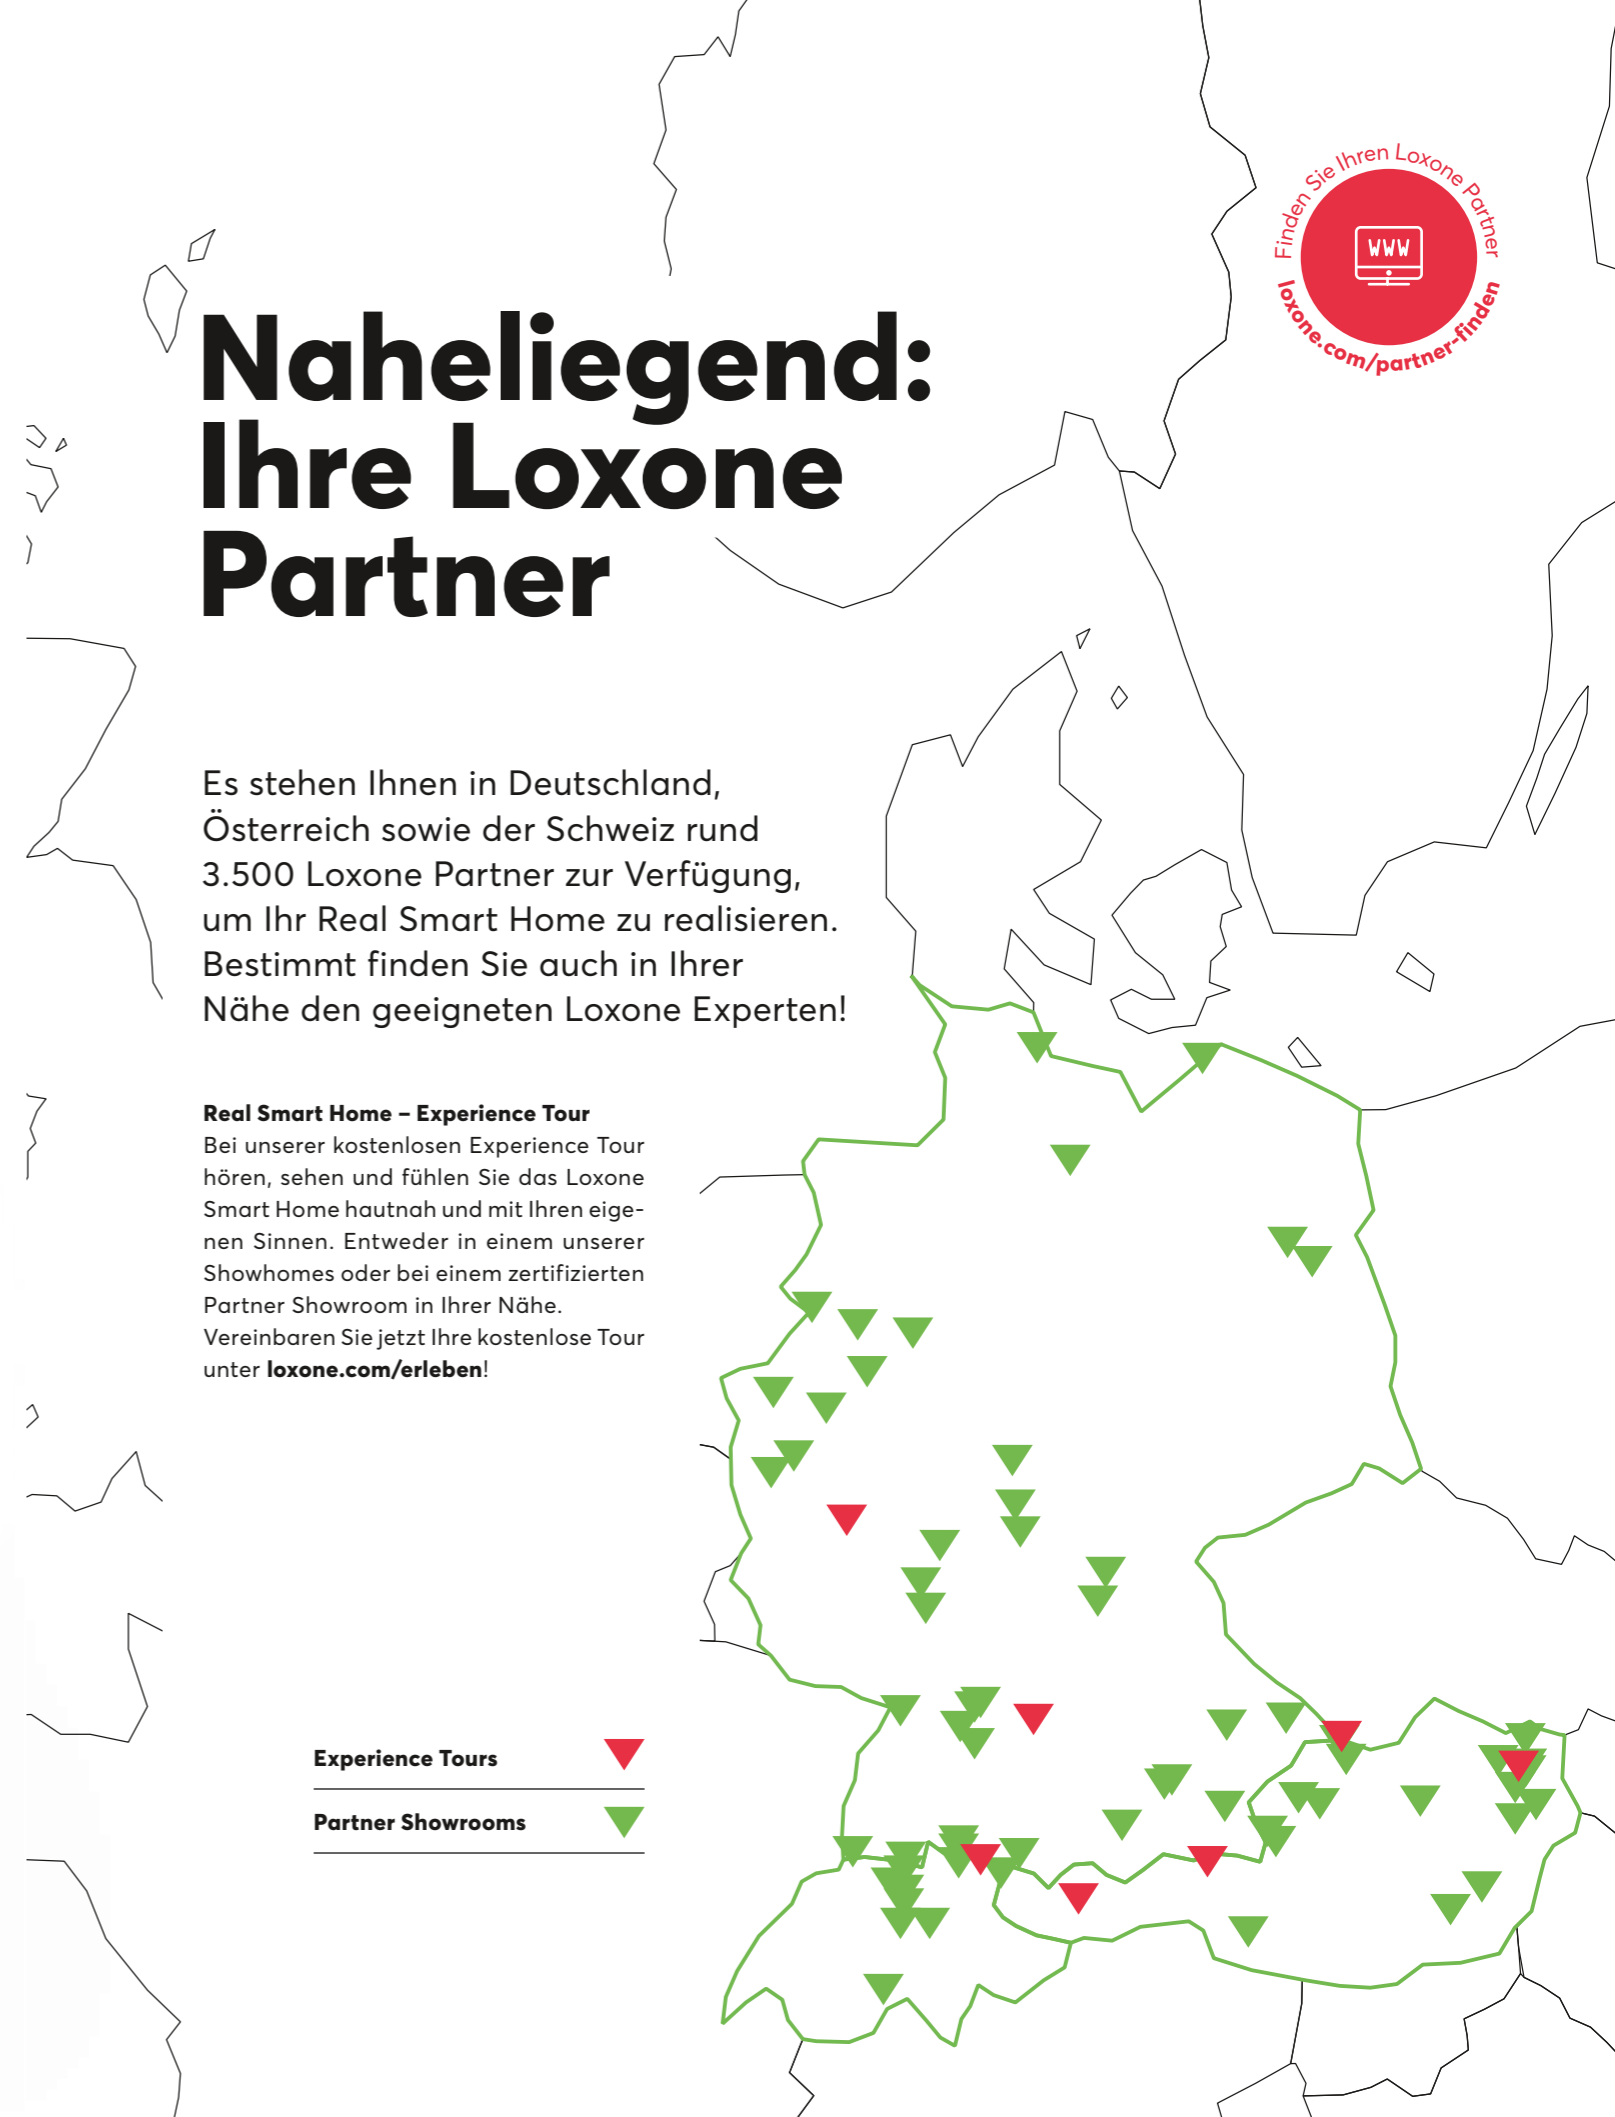 Finden Sie Ihren Loxone Partner
WWW
loxone.com/partner-finden
Naheliegend:
Ihre Loxone
Partner
Es stehen Ihnen in Deutschland,
Österreich sowie der Schweiz rund
3.500 Loxone Partner zur Verfügung,
um Ihr Real Smart Home zu realisieren.
Bestimmt finden Sie auch in Ihrer
Nähe den geeigneten Loxone Experten!
Real Smart Home – Experience Tour
Bei unserer kostenlosen Experience Tour
hören, sehen und fühlen Sie das Loxone
Smart Home hautnah und mit Ihren eige-
nen Sinnen. Entweder in einem unserer
Showhomes oder bei einem zertifizierten
Partner Showroom in Ihrer Nähe.
Vereinbaren Sie jetzt Ihre kostenlose Tour
unter loxone.com/erleben!
Experience Tours
Partner Showrooms